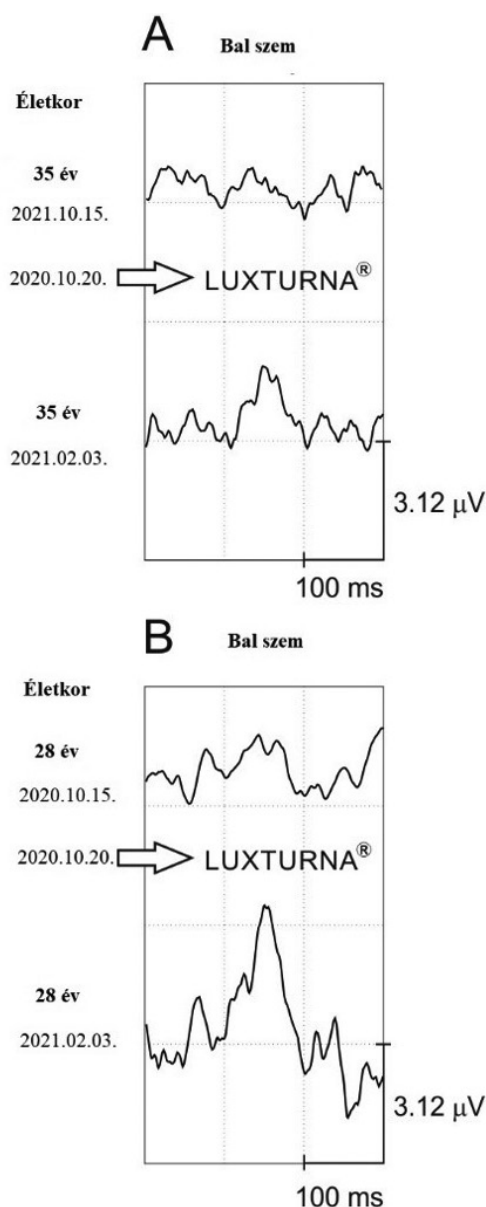 A
Bal szem
Életkor
35 év
2021.10.15.
2020.10.20.
LUXTURNA®
35 év
2021.02.03.
3.12 µV
100 ms
B
Bal szem
Életkor
28 év
2020.10.15.
2020.10.20.
LUXTURNA®
28 év
2021.02.03.
3.12 µV
100 ms